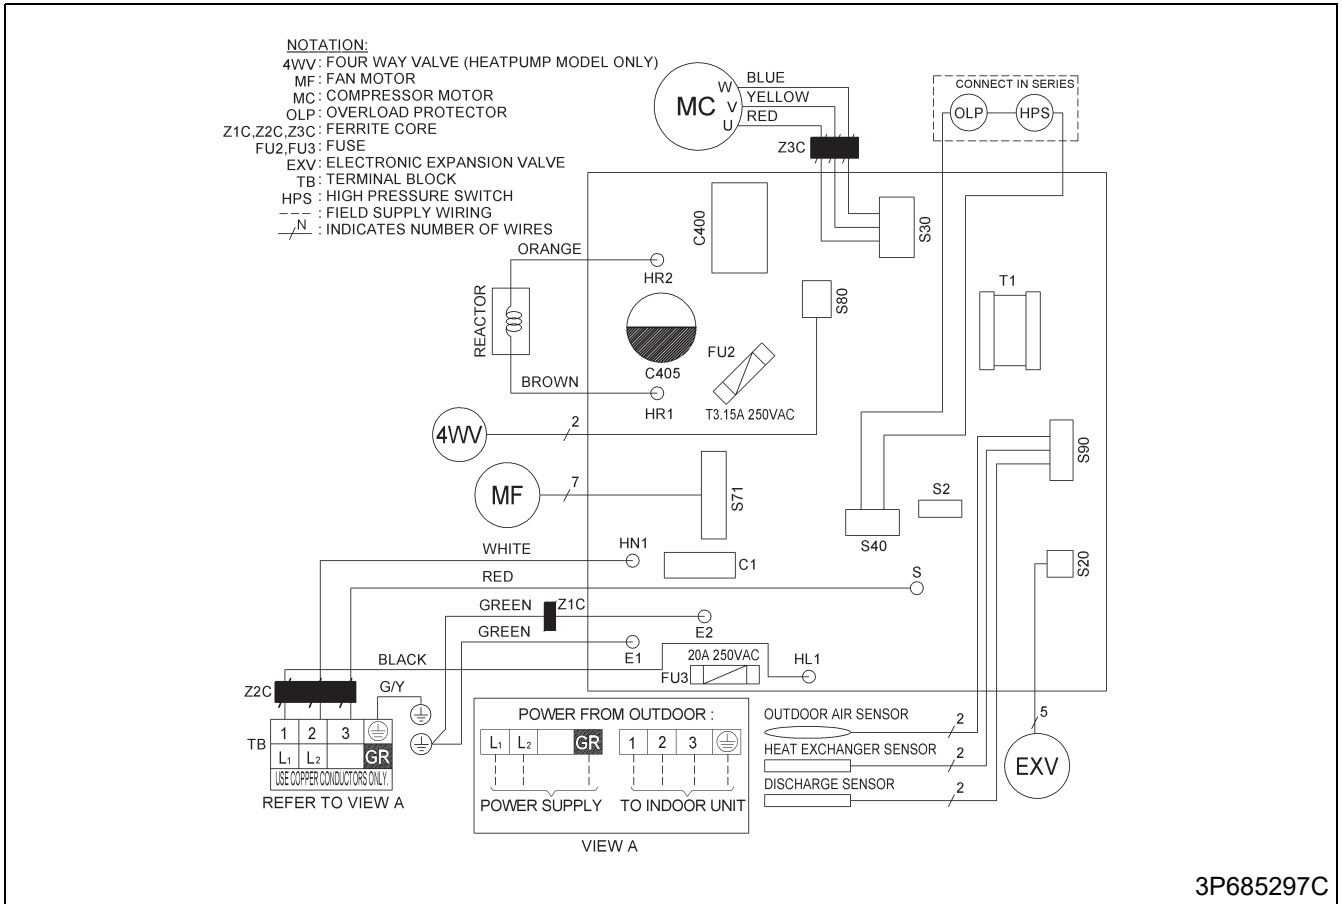 NOTATION:
4WV : FOUR WAY VALVE (HEATPUMP MODEL ONLY)
MF : FAN MOTOR
MC : COMPRESSOR MOTOR
OLP : OVERLOAD PROTECTOR
Z1C,Z2C,Z3C : FERRITE CORE
FU2,FU3 : FUSE
EXV : ELECTRONIC EXPANSION VALVE
TB : TERMINAL BLOCK
HPS : HIGH PRESSURE SWITCH
--- : FIELD SUPPLY WIRING
N : INDICATES NUMBER OF WIRES
MC
W
V
U
BLUE
YELLOW
RED
Z3C
CONNECT IN SERIES
OLP
HPS
C400
S30
ORANGE
HR2
REACTOR
S80
T1
C405
FU2
BROWN
HR1
T3.15A 250VAC
4WV
2
S90
MF
7
S71
S2
S40
WHITE
HN1
C1
S20
RED
S
GREEN
Z1C
E2
GREEN
E1
BLACK
20A 250VAC
FU3
HL1
Z2C
G/Y
TB
1
2
3
L1
L2
GR
USE COPPER CONDUCTORS ONLY.
REFER TO VIEW A
POWER FROM OUTDOOR :
L1
L2
GR
1
2
3
POWER SUPPLY
TO INDOOR UNIT
VIEW A
OUTDOOR AIR SENSOR
2
HEAT EXCHANGER SENSOR
2
DISCHARGE SENSOR
2
5
EXV
3P685297C